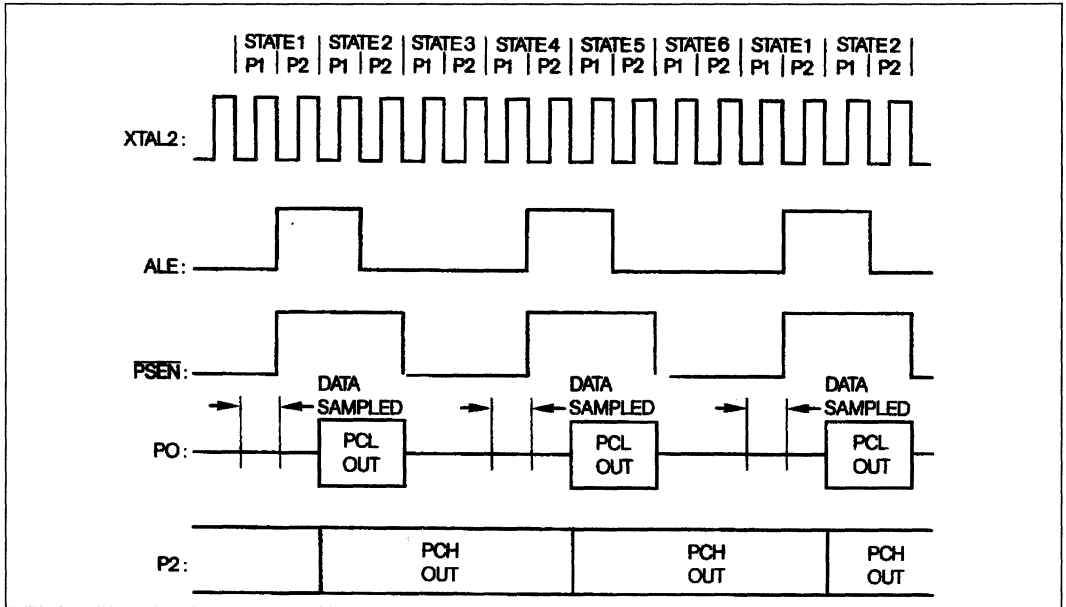 STATE1 STATE2 STATE3 STATE4 STATE5 STATE6 STATE1 STATE2
P1 P2 P1 P2 P1 P2 P1 P2 P1 P2 P1 P2 P1 P2 P1 P2
XTAL2:
ALE:
PSEN:
DATA SAMPLED
DATA SAMPLED
DATA SAMPLED
PO:
PCL OUT
PCL OUT
PCL OUT
P2:
PCH OUT
PCH OUT
PCH OUT